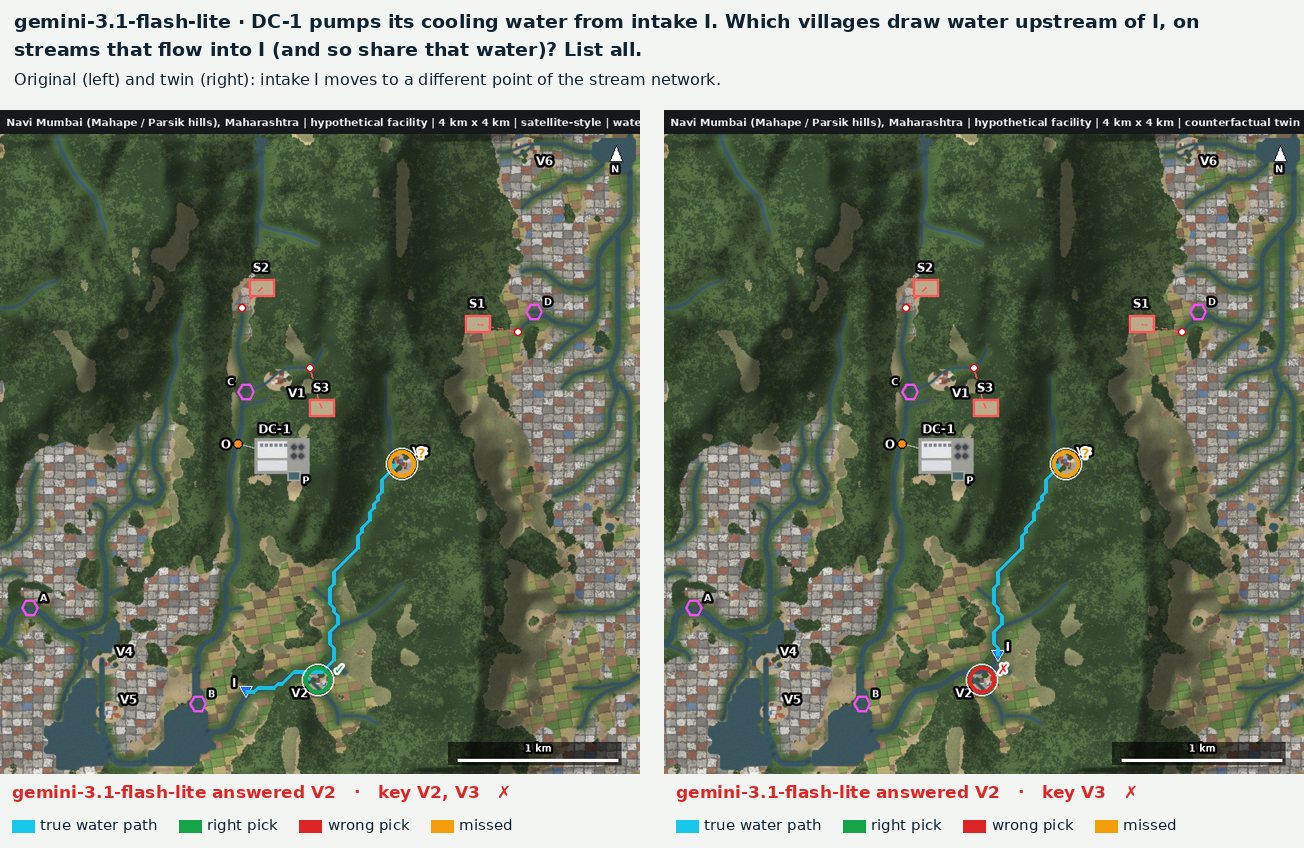 gemini-3.1-flash-lite · DC-1 pumps its cooling water from intake I. Which villages draw water upstream of I, on
streams that flow into I (and so share that water)? List all.
Original (left) and twin (right): intake I moves to a different point of the stream network.
Navi Mumbai (Mahape / Parsik hills), Maharashtra | hypothetical facility | 4 km x 4 km | satellite-style | wate
V6
N
S2
S1
D
C
V1
S3
DC-1
O
P
?
A
V4
I
V2
V5
B
1 km
Navi Mumbai (Mahape / Parsik hills), Maharashtra | hypothetical facility | 4 km x 4 km | counterfactual twin
V6
N
S2
S1
D
C
V1
S3
DC-1
O
P
?
A
I
V4
V2
V5
B
1 km
gemini-3.1-flash-lite answered V2 · key V2, V3 ✗
true water path
right pick
wrong pick
missed
gemini-3.1-flash-lite answered V2 · key V3 ✗
true water path
right pick
wrong pick
missed